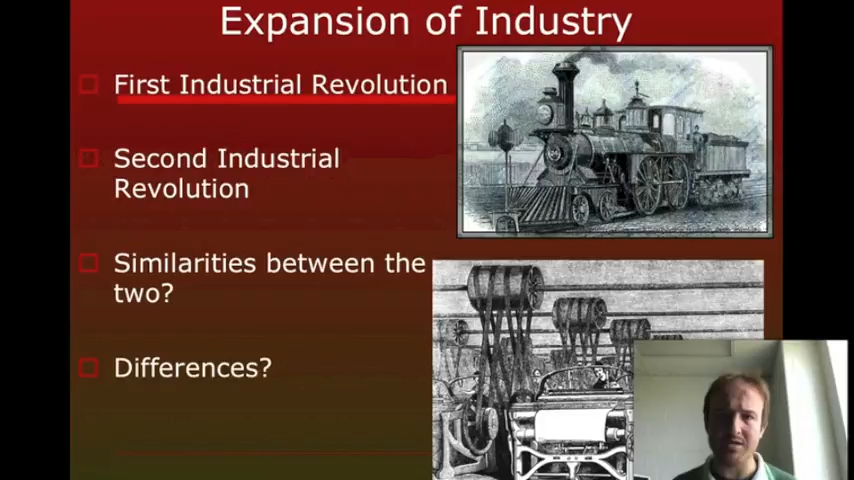 Expansion of Industry
First Industrial Revolution
Second Industrial
Revolution
Similarities between the
two?
Differences?